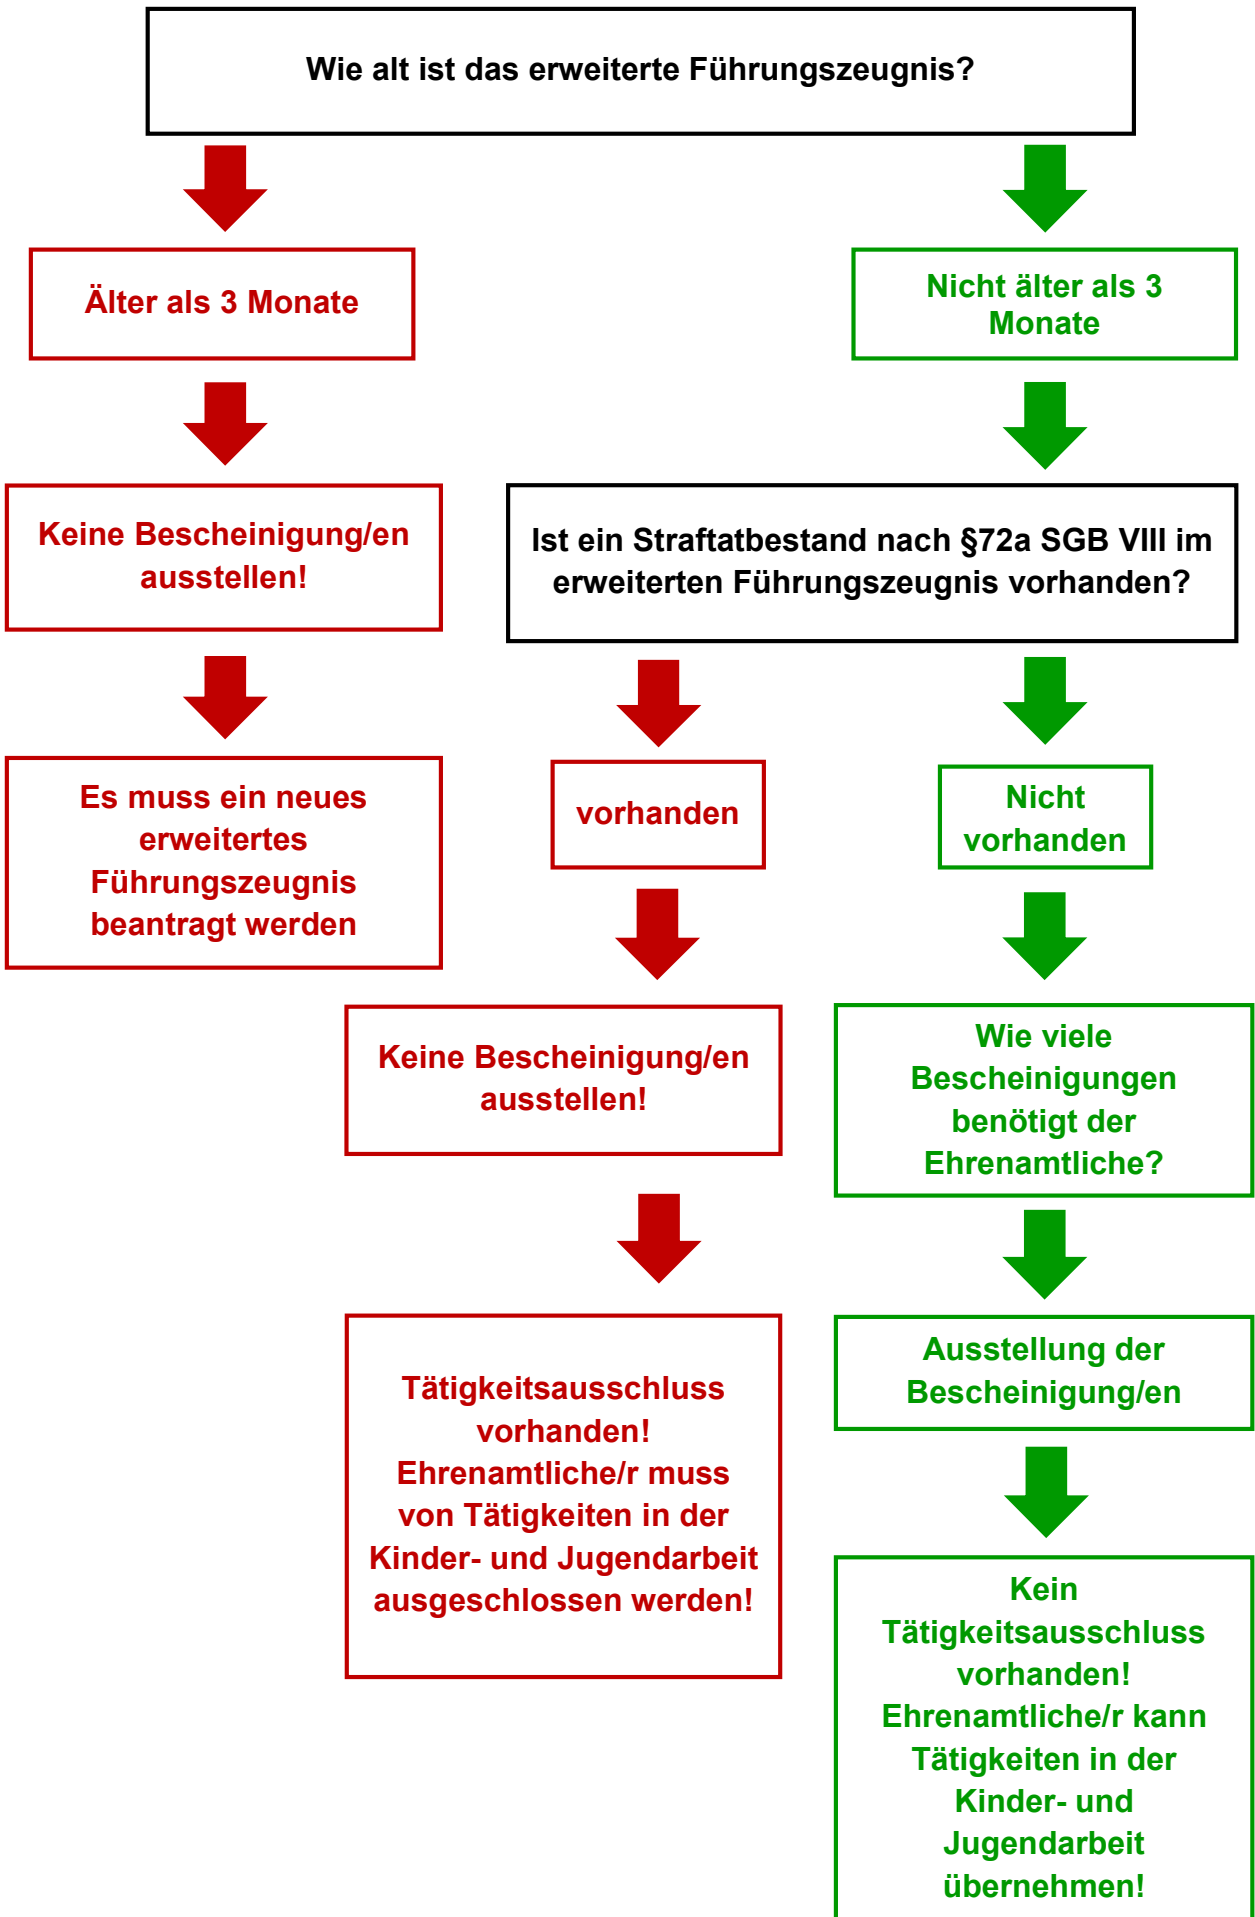 Wie alt ist das erweiterte Führungszeugnis?
Älter als 3 Monate
Nicht älter als 3
Monate
Keine Bescheinigung/en
ausstellen!
Ist ein Straftatbestand nach §72a SGB VIII im
erweiterten Führungszeugnis vorhanden?
Es muss ein neues
erweitertes
Führungszeugnis
beantragt werden
vorhanden
Nicht
vorhanden
Keine Bescheinigung/en
ausstellen!
Wie viele
Bescheinigungen
benötigt der
Ehrenamtliche?
Tätigkeitsausschluss
vorhanden!
Ehrenamtliche/r muss
von Tätigkeiten in der
Kinder- und Jugendarbeit
ausgeschlossen werden!
Ausstellung der
Bescheinigung/en
Kein
Tätigkeitsausschluss
vorhanden!
Ehrenamtliche/r kann
Tätigkeiten in der
Kinder- und
Jugendarbeit
übernehmen!